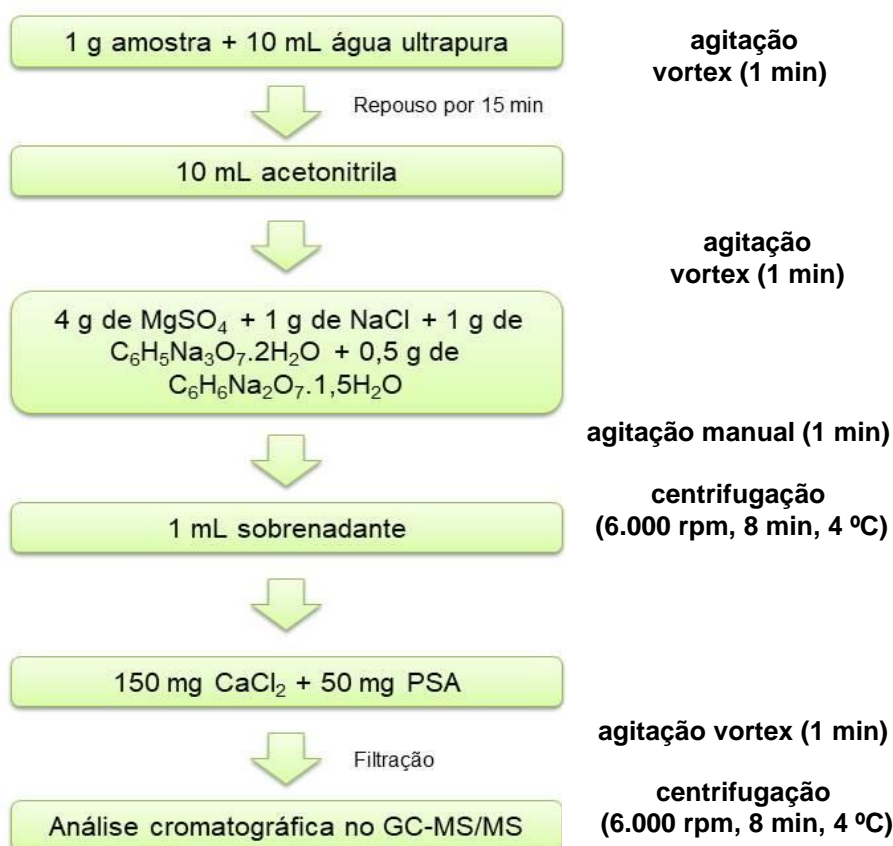 1 g amostra + 10 mL água ultrapura
agitação
vortex (1 min)
Repouso por 15 min
10 mL acetonitrila
agitação
vortex (1 min)
4 g de MgSO₄ + 1 g de NaCl + 1 g de
C₆H₅Na₃O₇.2H₂O + 0,5 g de
C₆H₆Na₂O₇.1,5H₂O
agitação manual (1 min)
centrifugação
(6.000 rpm, 8 min, 4 ºC)
1 mL sobrenadante
150 mg CaCl₂ + 50 mg PSA
agitação vortex (1 min)
Filtração
centrifugação
(6.000 rpm, 8 min, 4 ºC)
Análise cromatográfica no GC-MS/MS